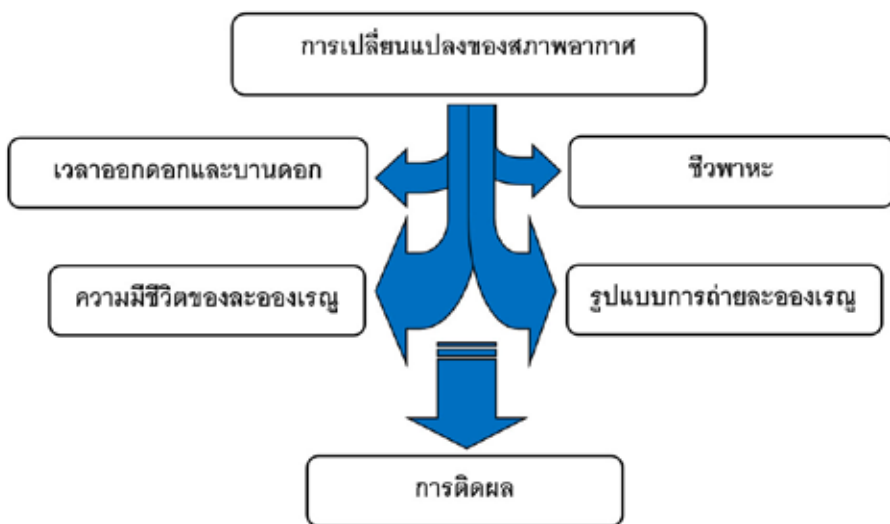 การเปลี่ยนแปลงของสภาพอากาศ
เวลาออกดอกและบานดอก
ชีวพาหะ
ความมีชีวิตของละอองเรณู
รูปแบบการถ่ายละอองเรณู
การติดผล